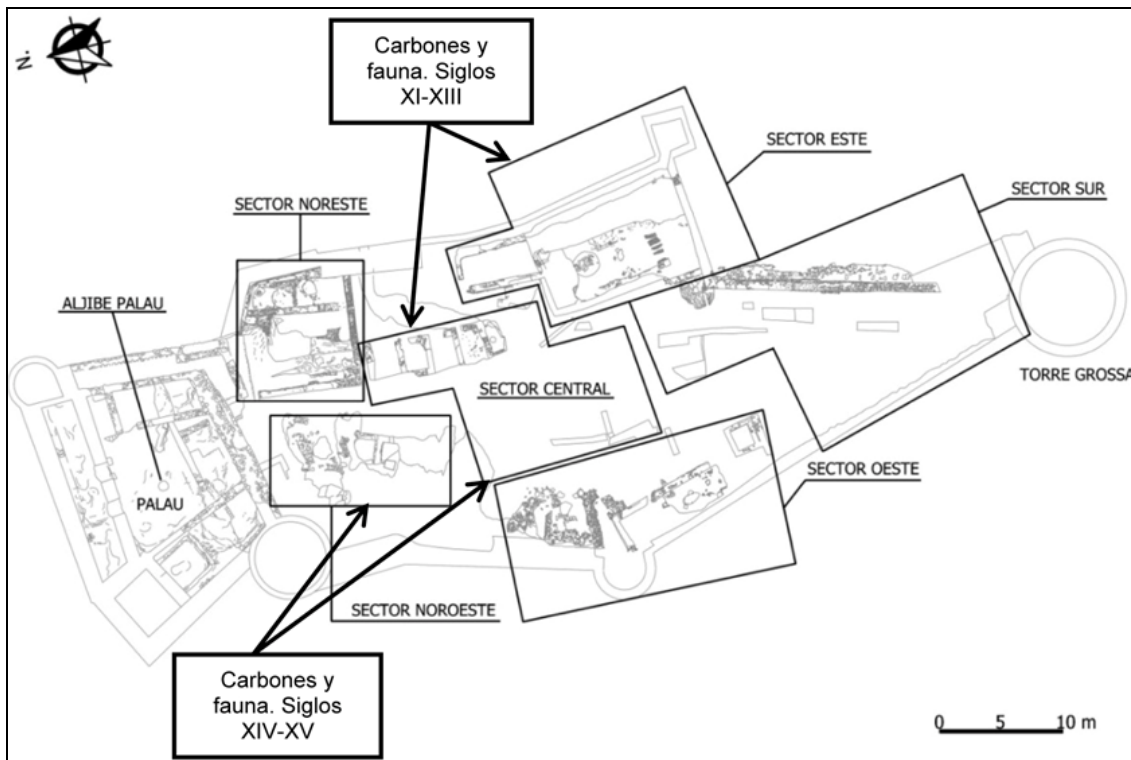 N.
Carbones y
fauna. Siglos
XI-XIII
SECTOR ESTE
SECTOR SUR
SECTOR NORESTE
ALJIBE PALAU
TORRE GROSSA
SECTOR CENTRAL
SECTOR OESTE
PALAU
SECTOR NOROESTE
Carbones y
fauna. Siglos
XIV-XV
0 5 10 m